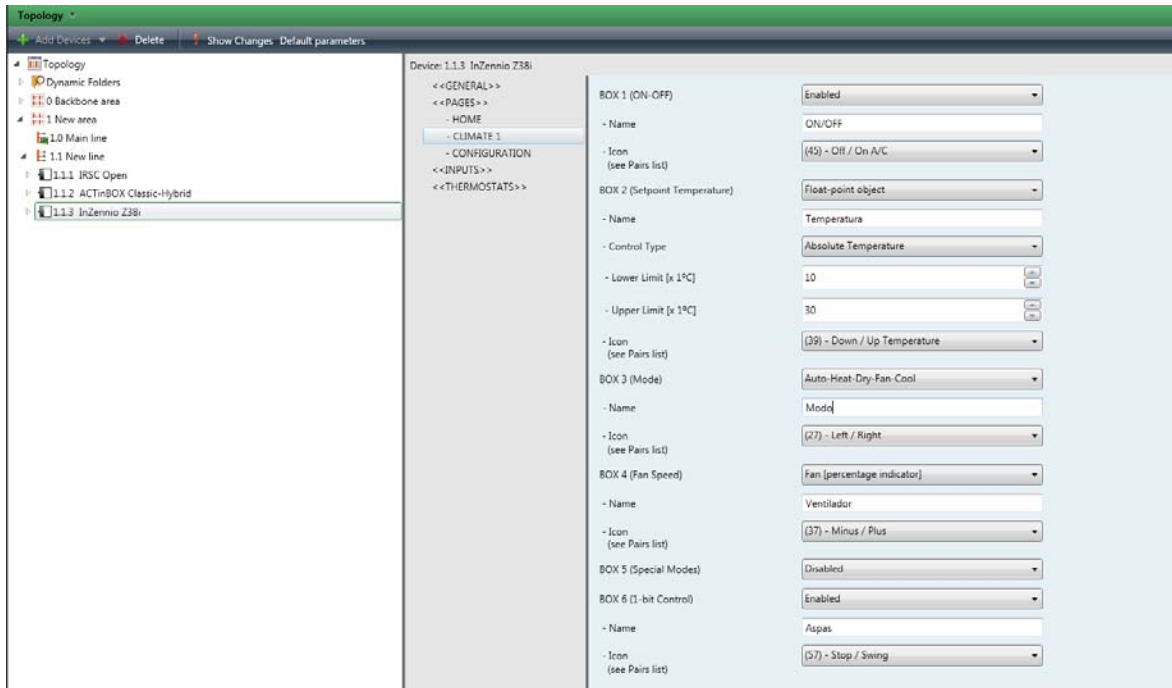 Topology
Add Devices Delete Show Changes Default parameters
Topology
Dynamic Folders
0 Backbone area
1 New area
1.0 Main line
1.1 New line
1.1.1 IRSC Open
1.1.2 ACTinBOX Classic-Hybrid
1.1.3 InZennio Z38i
Device: 1.1.3 InZennio Z38i
<<GENERAL>>
<<PAGES>>
- HOME
- CLIMATE 1
- CONFIGURATION
<<INPUTS>>
<<THERMOSTATS>>
BOX 1 (ON-OFF) Enabled
- Name ON/OFF
- Icon (45) - Off / On A/C
(see Pairs list)
BOX 2 (Setpoint Temperature) Float-point object
- Name Temperatura
- Control Type Absolute Temperature
- Lower Limit [x 1ºC] 10
- Upper Limit [x 1ºC] 30
- Icon (39) - Down / Up Temperature
(see Pairs list)
BOX 3 (Mode) Auto-Heat-Dry-Fan-Cool
- Name Modo
- Icon (27) - Left / Right
(see Pairs list)
BOX 4 (Fan Speed) Fan [percentage indicator]
- Name Ventilador
- Icon (37) - Minus / Plus
(see Pairs list)
BOX 5 (Special Modes) Disabled
BOX 6 (1-bit Control) Enabled
- Name Aspas
- Icon (57) - Stop / Swing
(see Pairs list)